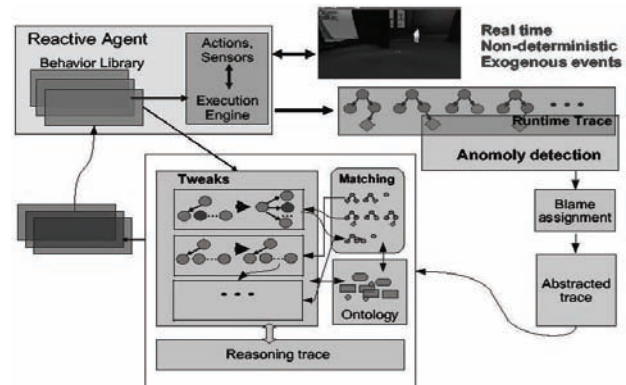 Reactive Agent
Behavior Library
Actions,
Sensors
Execution
Engine
Real time
Non-deterministic
Exogenous events
Runtime Trace
Anomoly detection
Blame
assignment
Abstracted
trace
Tweaks
Matching
Ontology
Reasoning trace